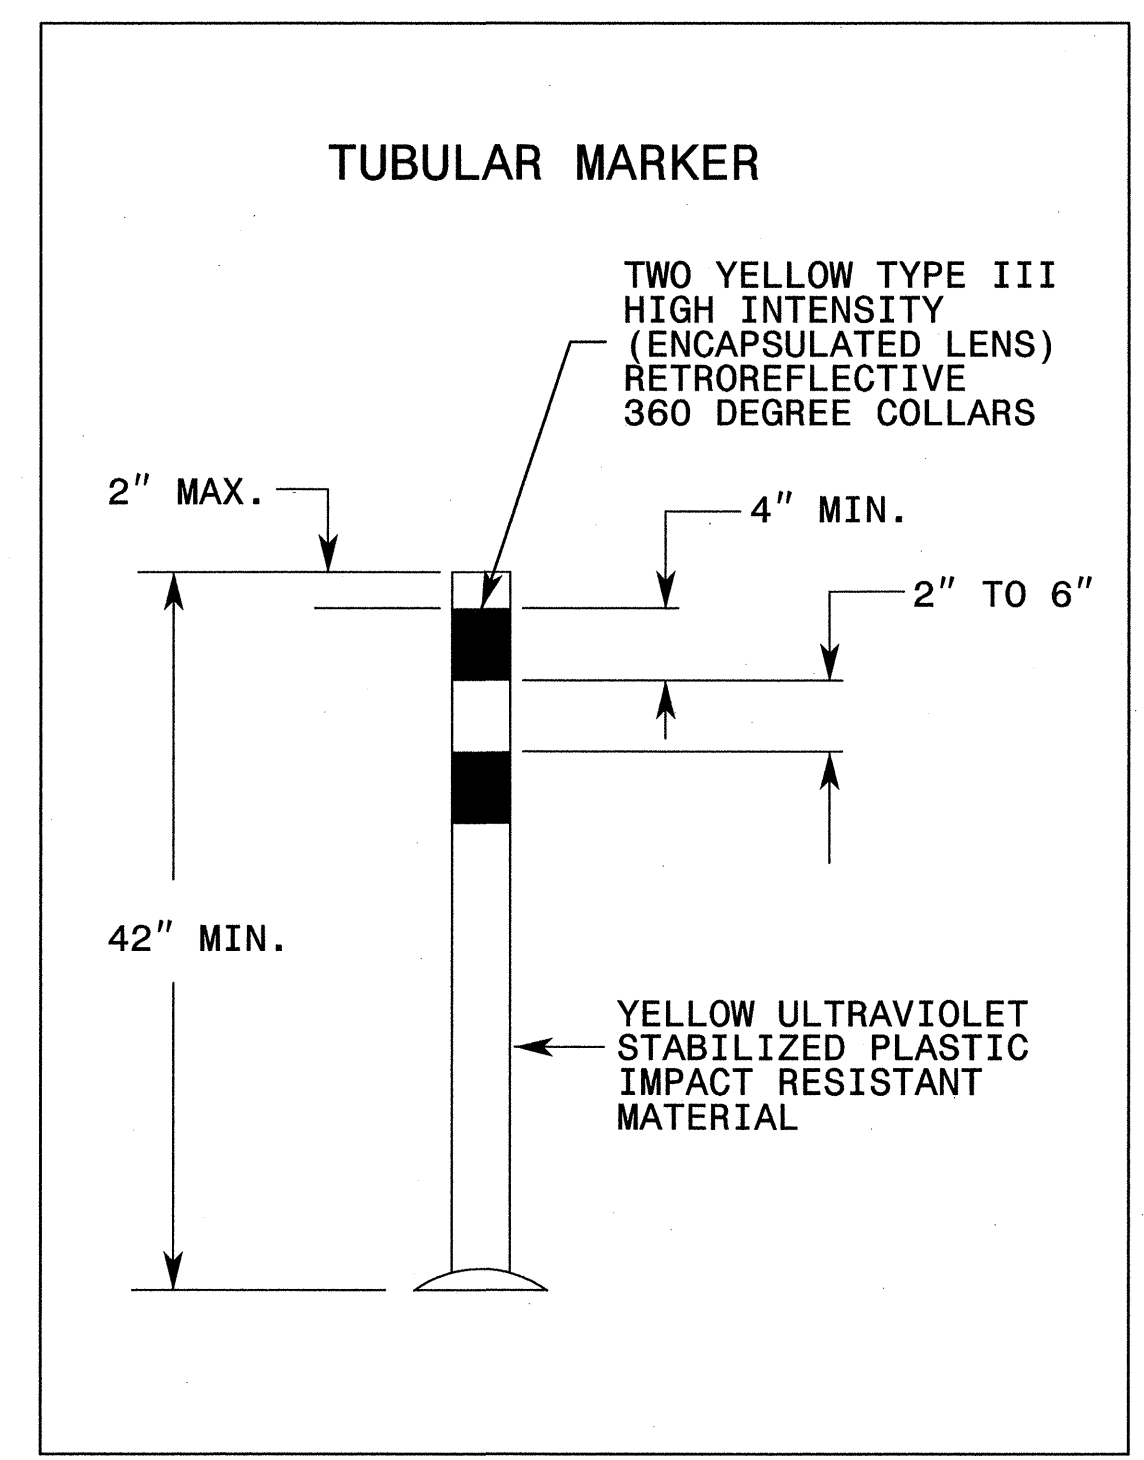 TUBULAR MARKER
TWO YELLOW TYPE III
HIGH INTENSITY
(ENCAPSULATED LENS)
RETROREFLECTIVE
360 DEGREE COLLARS
2" MAX.
4" MIN.
2" TO 6"
42" MIN.
YELLOW ULTRAVIOLET
STABILIZED PLASTIC
IMPACT RESISTANT
MATERIAL